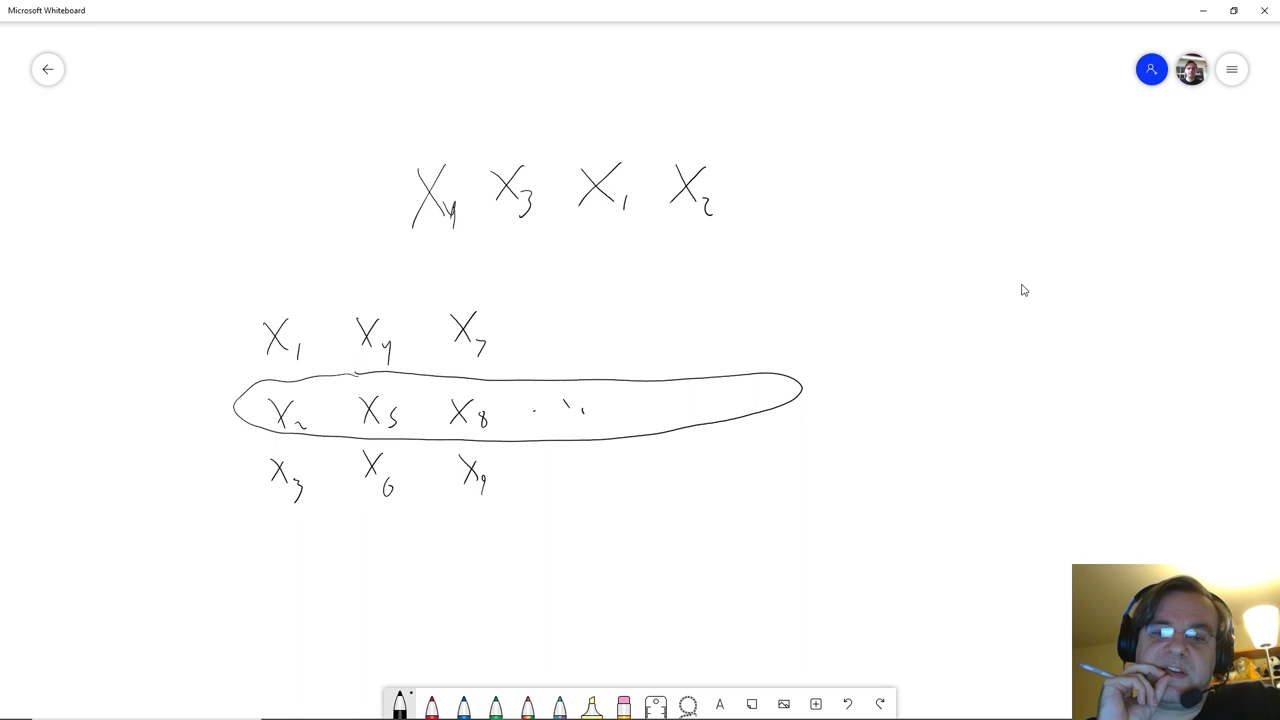 Microsoft Whiteboard
X₄ X₃ X₁ X₂
X₁ X₄ X₇
X₂ X₅ X₈ ...
X₃ X₆ X₉
A